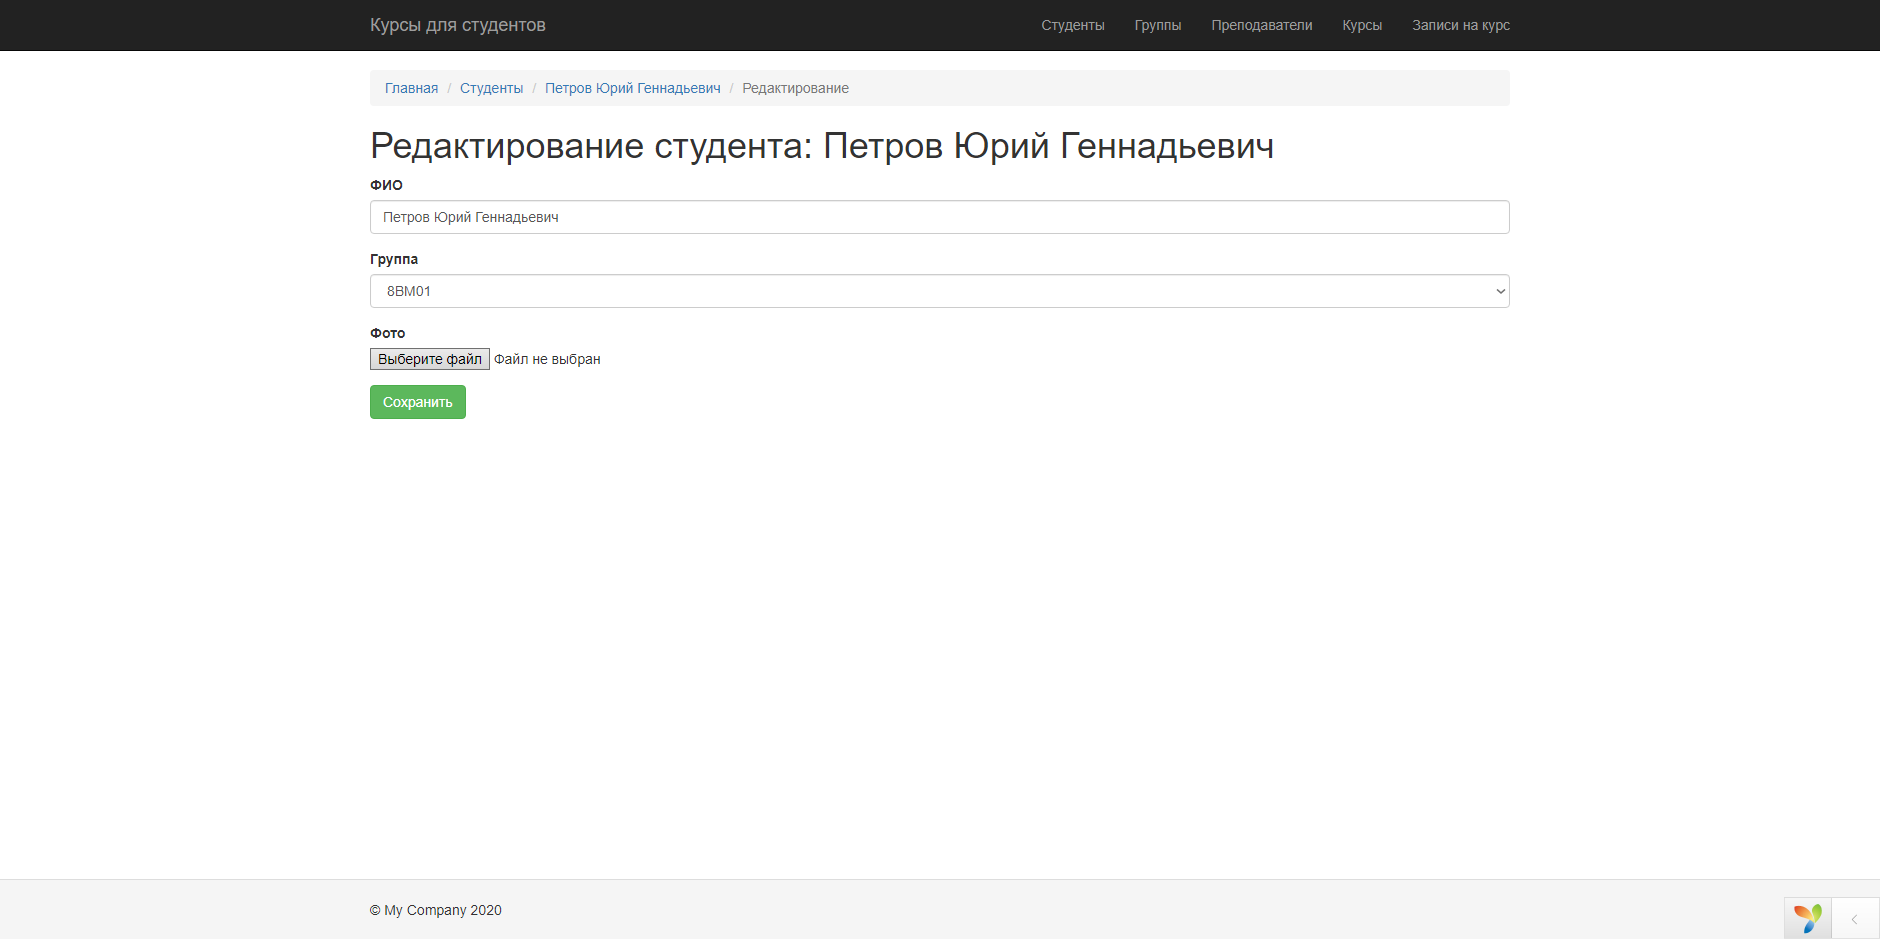 Курсы для студентов Студенты Группы Преподаватели Курсы Записи на курс
Главная / Студенты / Петров Юрий Геннадьевич / Редактирование
Редактирование студента: Петров Юрий Геннадьевич
ФИО
Петров Юрий Геннадьевич
Группа
8ВМ01
Фото
Выберите файл Файл не выбран
Сохранить
© My Company 2020